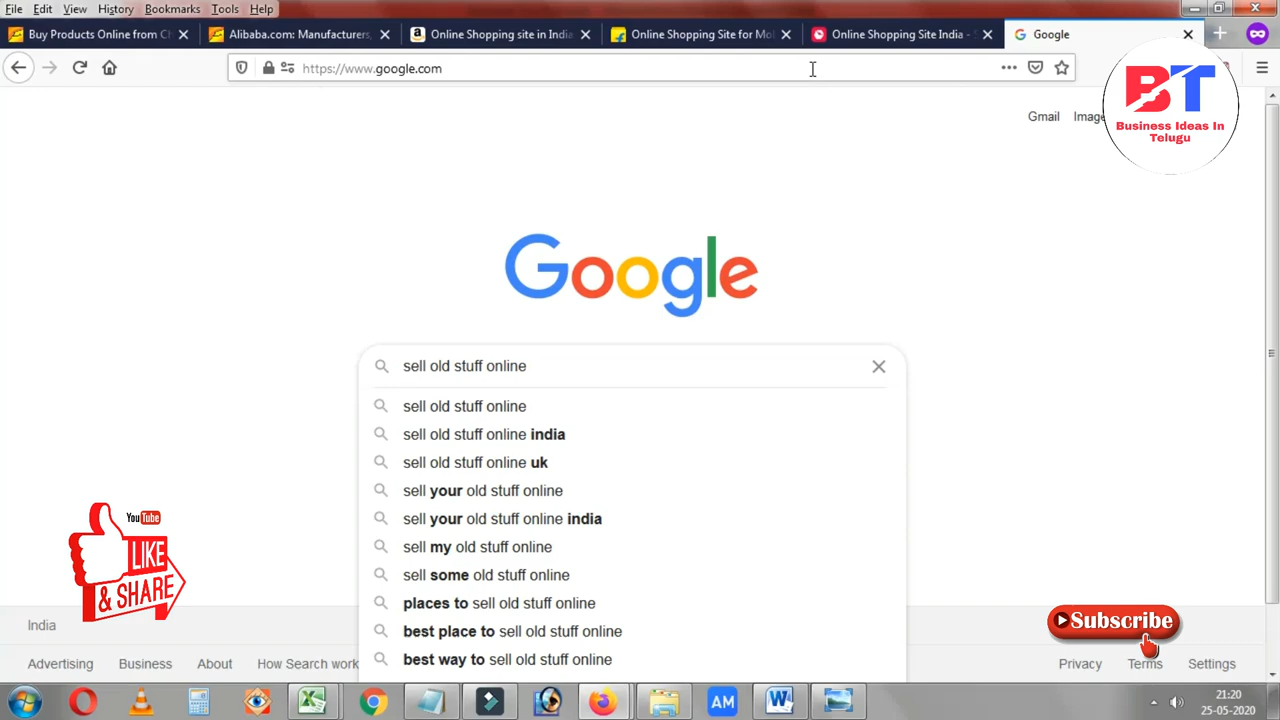 File Edit View History Bookmarks Tools Help
Buy Products Online from Ch
Alibaba.com: Manufacturers,
Online Shopping site in India
Online Shopping Site for Mo
Online Shopping Site India -
Google
https://www.google.com
Gmail Image
BT
Business Ideas In
Telugu
Google
sell old stuff online
sell old stuff online
sell old stuff online india
sell old stuff online uk
sell your old stuff online
sell your old stuff online india
sell my old stuff online
sell some old stuff online
places to sell old stuff online
best place to sell old stuff online
best way to sell old stuff online
YouTube
LIKE
& SHARE
Subscribe
India
Advertising Business About How Search work
Privacy Terms Settings
AM
21:20
25-05-2020